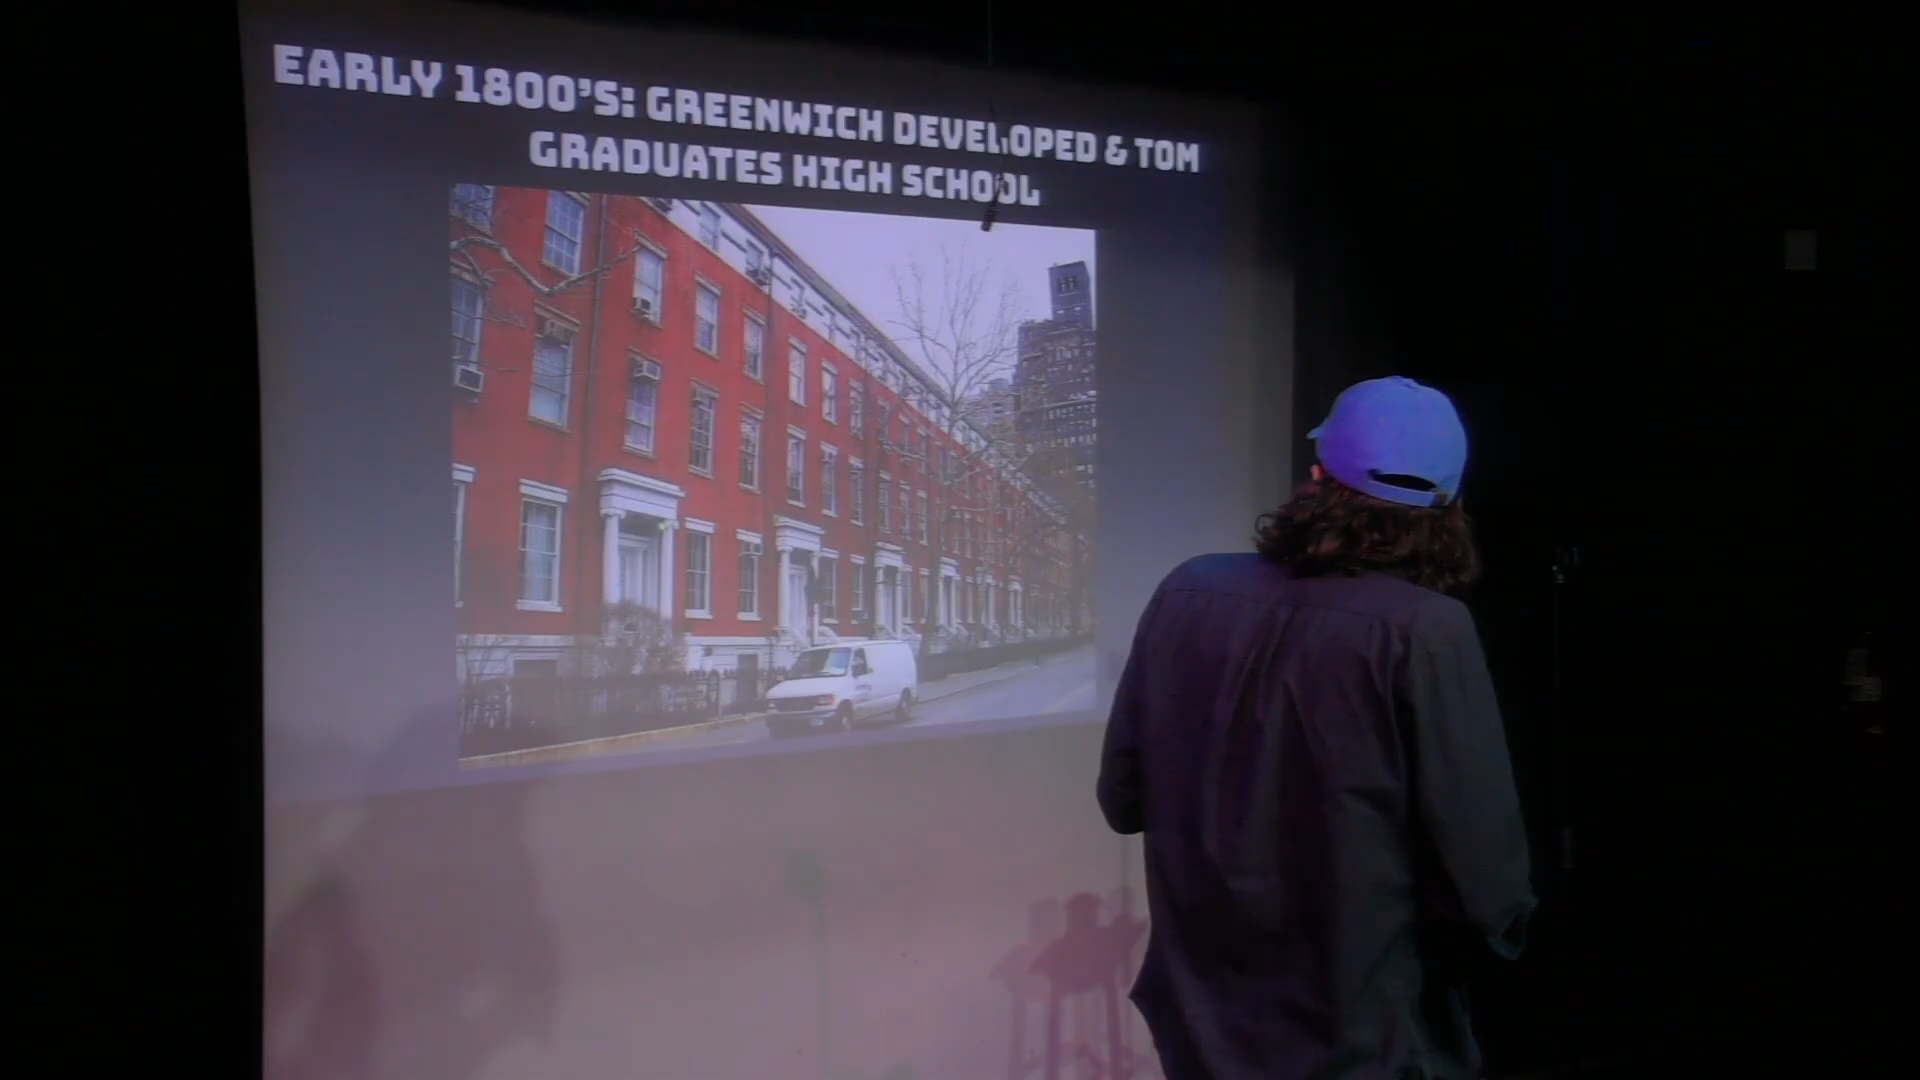 EARLY 1800'S: GREENWICH DEVELOPED & TOM
GRADUATES HIGH SCHOOL